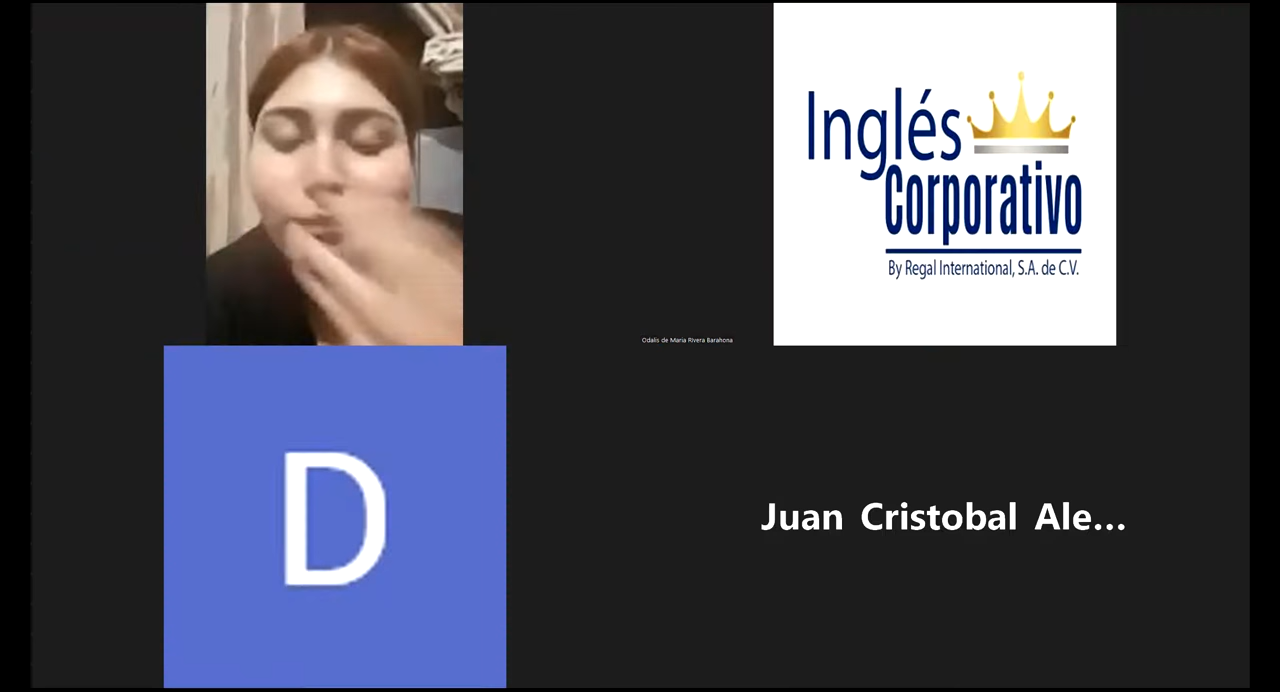 Inglés
Corporativo
By Regal International, S.A. de C.V.
Odalis de Maria Rivera Barahona
D
Juan Cristobal Ale...